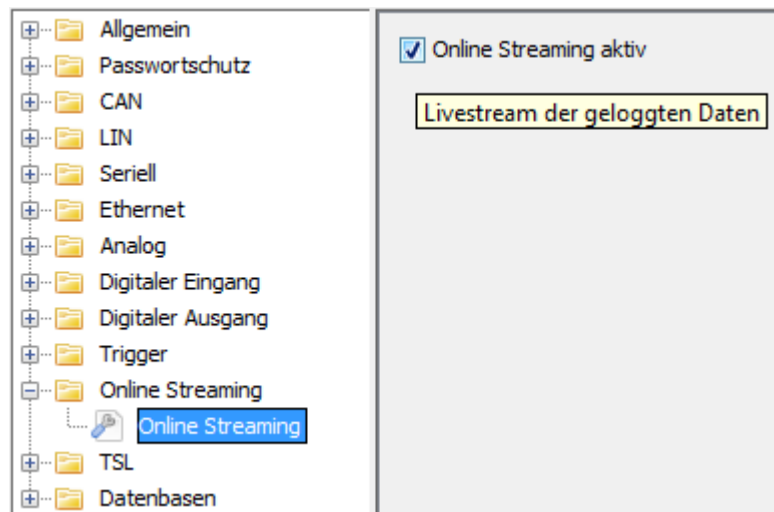 Allgemein
Passwortschutz
CAN
LIN
Seriell
Ethernet
Analog
Digitaler Eingang
Digitaler Ausgang
Trigger
Online Streaming
Online Streaming
TSL
Datenbasen
Online Streaming aktiv
Livestream der geloggten Daten